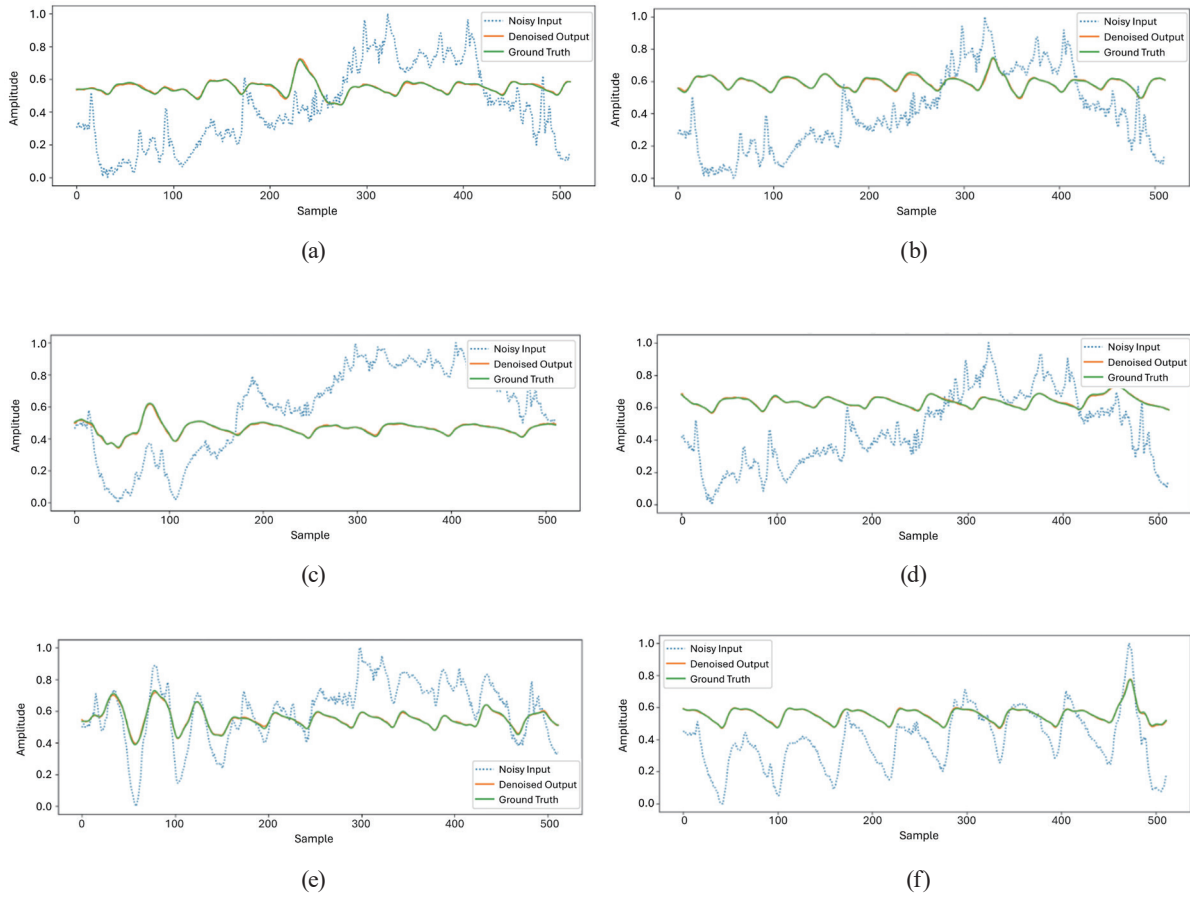 1.0
0.8
0.6
0.4
0.2
0.0
Amplitude
0 100 200 300 400 500
Sample
Noisy Input
Denoised Output
Ground Truth
(a)
1.0
0.8
0.6
0.4
0.2
0.0
Amplitude
0 100 200 300 400 500
Sample
Noisy Input
Denoised Output
Ground Truth
(b)
1.0
0.8
0.6
0.4
0.2
0.0
Amplitude
0 100 200 300 400 500
Sample
Noisy Input
Denoised Output
Ground Truth
(c)
1.0
0.8
0.6
0.4
0.2
0.0
Amplitude
0 100 200 300 400 500
Sample
Noisy Input
Denoised Output
Ground Truth
(d)
1.0
0.8
0.6
0.4
0.2
0.0
Amplitude
0 100 200 300 400 500
Sample
Noisy Input
Denoised Output
Ground Truth
(e)
1.0
0.8
0.6
0.4
0.2
0.0
Amplitude
0 100 200 300 400 500
Sample
Noisy Input
Denoised Output
Ground Truth
(f)